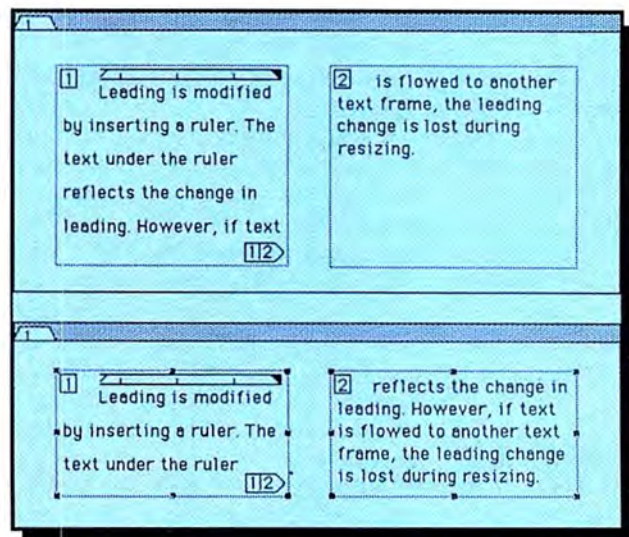 1
1
Leading is modified
by inserting a ruler. The
text under the ruler
reflects the change in
leading. However, if text
1|2
2 is flowed to another
text frame, the leading
change is lost during
resizing.
1
1
Leading is modified
by inserting a ruler. The
text under the ruler
1|2
2 reflects the change in
leading. However, if text
is flowed to another text
frame, the leading change
is lost during resizing.